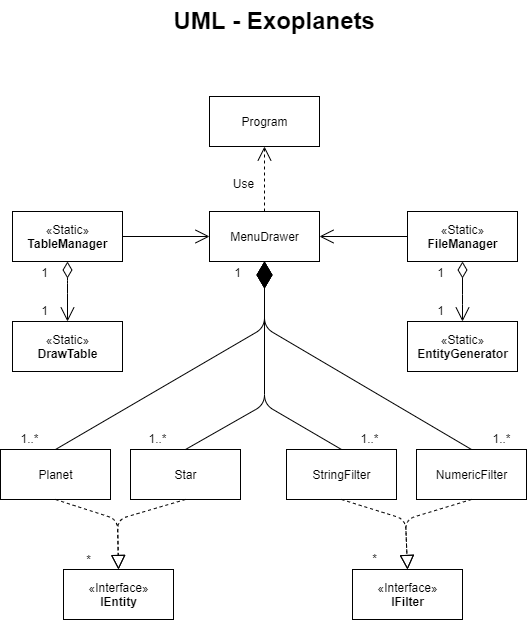 UML - Exoplanets
Program
Use
«Static»
TableManager
MenuDrawer
«Static»
FileManager
1
1
1
1
1
«Static»
DrawTable
«Static»
EntityGenerator
1..*
1..*
1..*
1..*
Planet
Star
StringFilter
NumericFilter
*
*
«Interface»
IEntity
«Interface»
IFilter